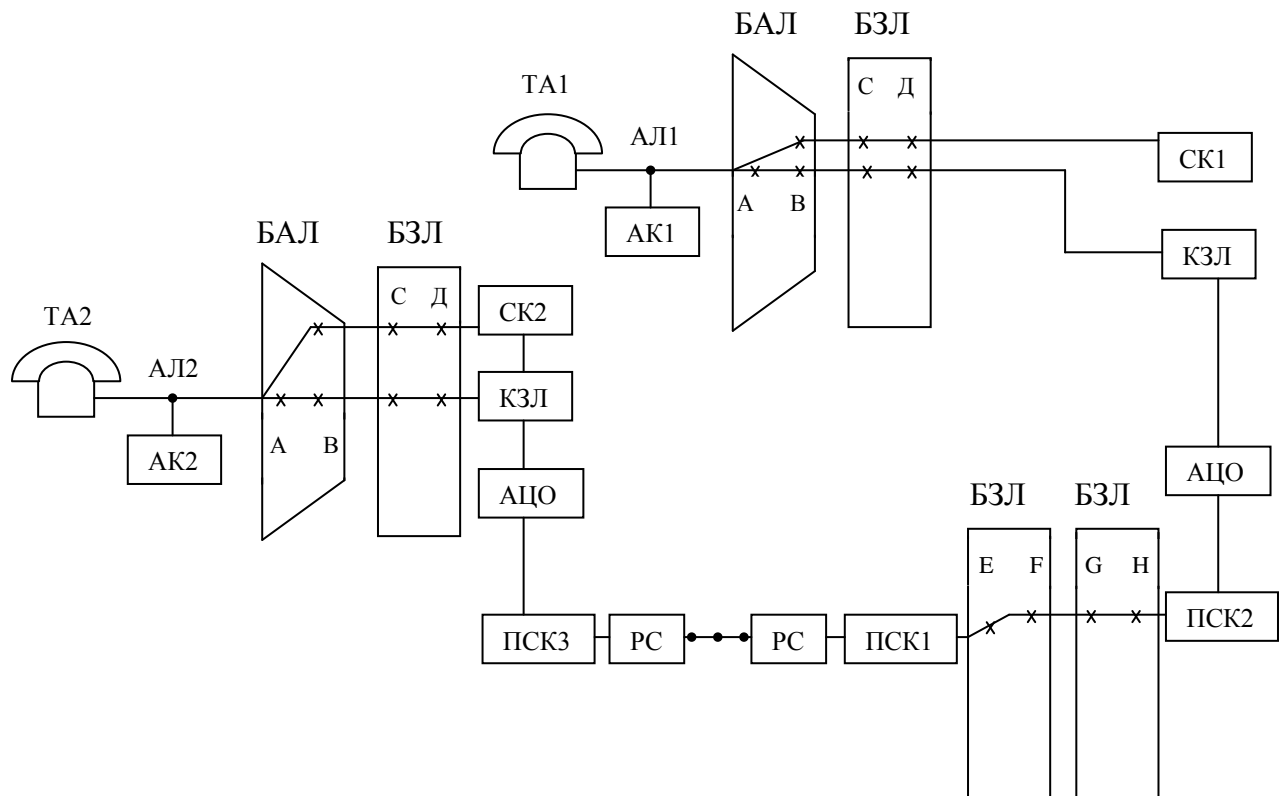 БАЛ БЗЛ
С Д
ТА1
АЛ1
СК1
А В
АК1
КЗЛ
БАЛ БЗЛ
С Д
СК2
ТА2
АЛ2
КЗЛ
А В
АК2
АЦО
АЦО
БЗЛ БЗЛ
E F G H
ПСК2
ПСК3 РС РС ПСК1